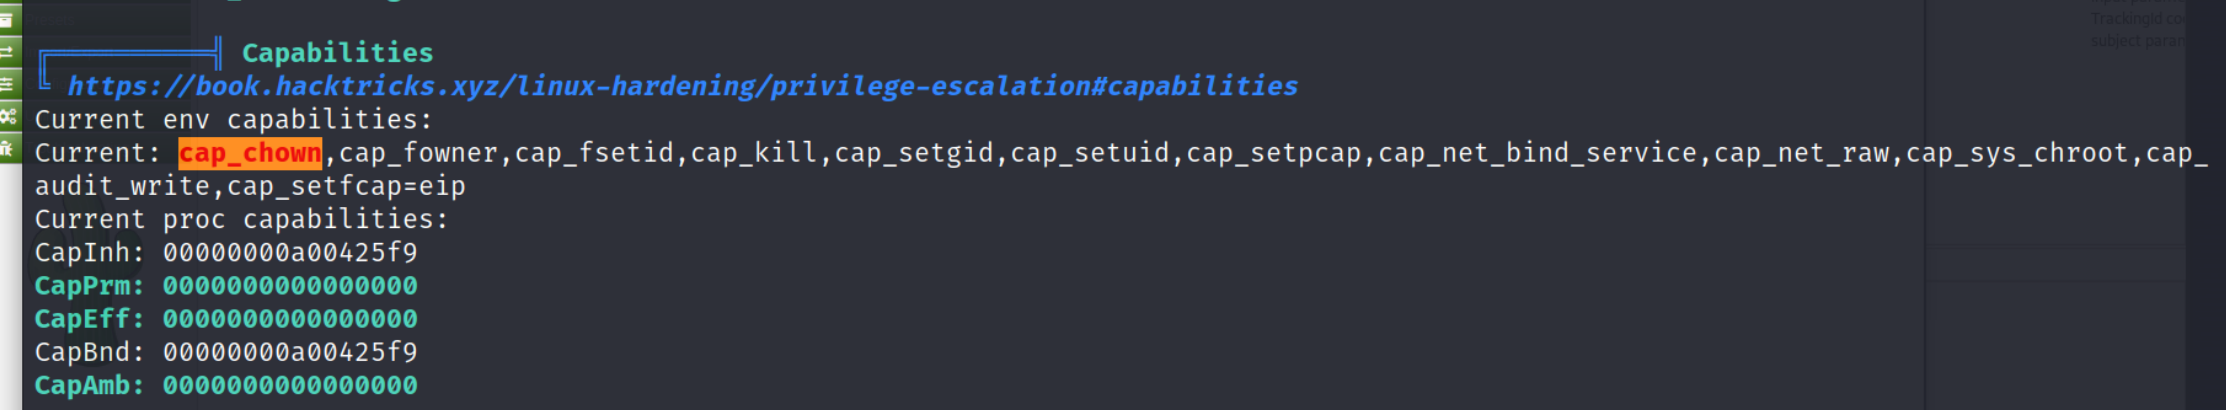 Capabilities
https://book.hacktricks.xyz/linux-hardening/privilege-escalation#capabilities
Current env capabilities:
Current: cap_chown,cap_fowner,cap_fsetid,cap_kill,cap_setgid,cap_setuid,cap_setpcap,cap_net_bind_service,cap_net_raw,cap_sys_chroot,cap_
audit_write,cap_setfcap=eip
Current proc capabilities:
CapInh: 00000000a00425f9
CapPrm: 0000000000000000
CapEff: 0000000000000000
CapBnd: 00000000a00425f9
CapAmb: 0000000000000000
TrackingId
subject